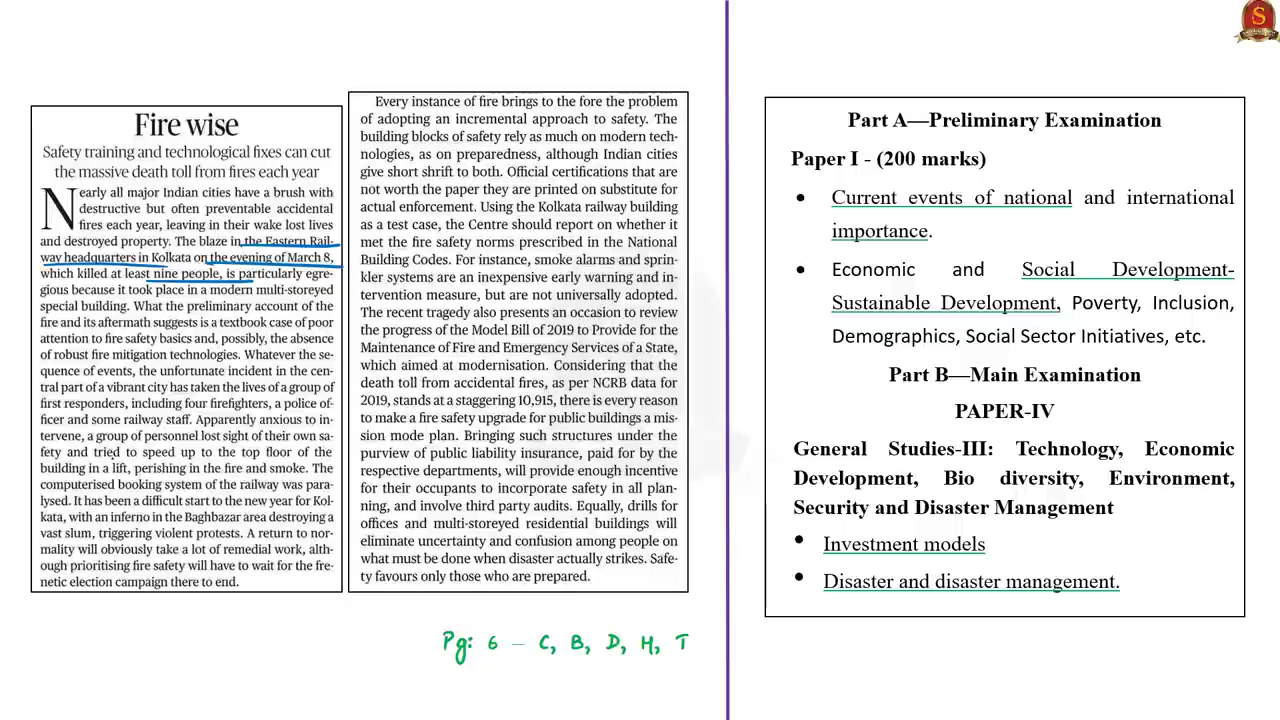 Fire wise
Safety training and technological fixes can cut
the massive death toll from fires each year
Nearly all major Indian cities have a brush with
destructive but often preventable accidental
fires each year, leaving in their wake lost lives
and destroyed property. The blaze in the Eastern Rail-
way headquarters in Kolkata on the evening of March 8,
which killed at least nine people, is particularly egre-
gious because it took place in a modern multi-storeyed
special building. What the preliminary account of the
fire and its aftermath suggests is a textbook case of poor
attention to fire safety basics and, possibly, the absence
of robust fire mitigation technologies. Whatever the se-
quence of events, the unfortunate incident in the cen-
tral part of a vibrant city has taken the lives of a group of
first responders, including four firefighters, a police of-
ficer and some railway staff. Apparently anxious to in-
tervene, a group of personnel lost sight of their own sa-
fety and tried to speed up to the top floor of the
building in a lift, perishing in the fire and smoke. The
computerised booking system of the railway was para-
lysed. It has been a difficult start to the new year for Kol-
kata, with an inferno in the Baghbazar area destroying a
vast slum, triggering violent protests. A return to nor-
mality will obviously take a lot of remedial work, alth-
ough prioritising fire safety will have to wait for the fre-
netic election campaign there to end.
Every instance of fire brings to the fore the problem
of adopting an incremental approach to safety. The
building blocks of safety rely as much on modern tech-
nologies, as on preparedness, although Indian cities
give short shrift to both. Official certifications that are
not worth the paper they are printed on substitute for
actual enforcement. Using the Kolkata railway building
as a test case, the Centre should report on whether it
met the fire safety norms prescribed in the National
Building Codes. For instance, smoke alarms and sprin-
kler systems are an inexpensive early warning and in-
tervention measure, but are not universally adopted.
The recent tragedy also presents an occasion to review
the progress of the Model Bill of 2019 to Provide for the
Maintenance of Fire and Emergency Services of a State,
which aimed at modernisation. Considering that the
death toll from accidental fires, as per NCRB data for
2019, stands at a staggering 10,915, there is every reason
to make a fire safety upgrade for public buildings a mis-
sion mode plan. Bringing such structures under the
purview of public liability insurance, paid for by the
respective departments, will provide enough incentive
for their occupants to incorporate safety in all plan-
ning, and involve third party audits. Equally, drills for
offices and multi-storeyed residential buildings will
eliminate uncertainty and confusion among people on
what must be done when disaster actually strikes. Safe-
ty favours only those who are prepared.
Pg: 6 – C, B, D, H, T
Part A—Preliminary Examination
Paper I - (200 marks)
• Current events of national and international
importance.
• Economic and Social Development-
Sustainable Development, Poverty, Inclusion,
Demographics, Social Sector Initiatives, etc.
Part B—Main Examination
PAPER-IV
General Studies-III: Technology, Economic
Development, Bio diversity, Environment,
Security and Disaster Management
• Investment models
• Disaster and disaster management.